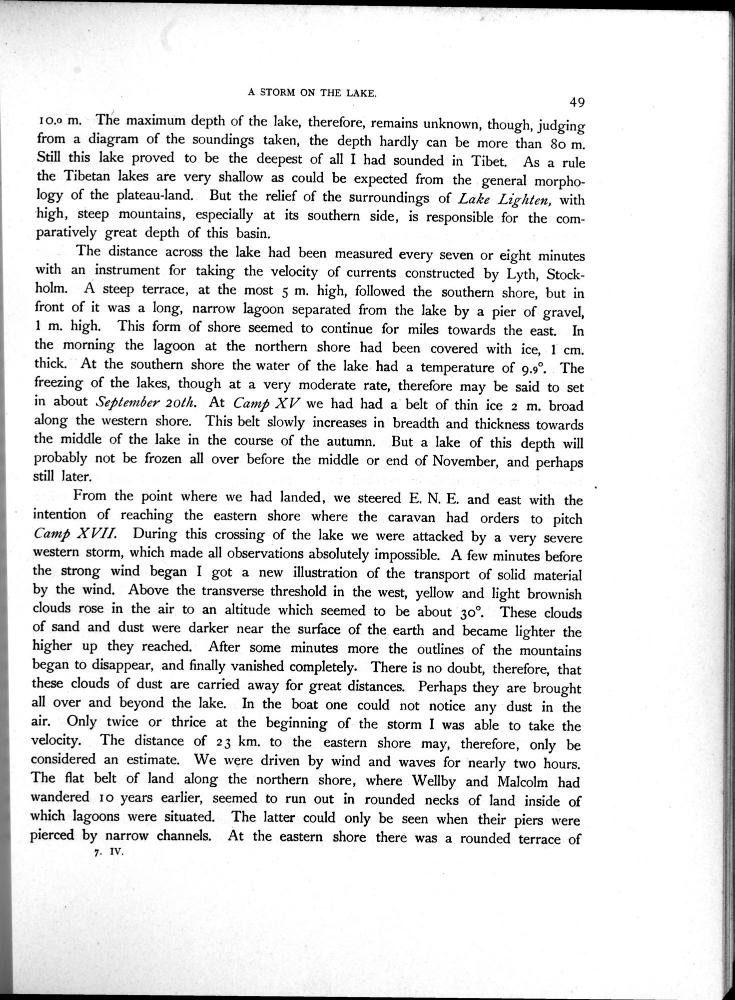 A STORM ON THE LAKE.
49
10.0 m. The maximum depth of the lake, therefore, remains unknown, though, judging
from a diagram of the soundings taken, the depth hardly can be more than 80 m.
Still this lake proved to be the deepest of all I had sounded in Tibet. As a rule
the Tibetan lakes are very shallow as could be expected from the general morpho-
logy of the plateau-land. But the relief of the surroundings of Lake Lighten, with
high, steep mountains, especially at its southern side, is responsible for the com-
paratively great depth of this basin.
The distance across the lake had been measured every seven or eight minutes
with an instrument for taking the velocity of currents constructed by Lyth, Stock-
holm. A steep terrace, at the most 5 m. high, followed the southern shore, but in
front of it was a long, narrow lagoon separated from the lake by a pier of gravel,
1 m. high. This form of shore seemed to continue for miles towards the east. In
the morning the lagoon at the northern shore had been covered with ice, 1 cm.
thick. At the southern shore the water of the lake had a temperature of 9.9°. The
freezing of the lakes, though at a very moderate rate, therefore may be said to set
in about September 20th. At Camp XV we had had a belt of thin ice 2 m. broad
along the western shore. This belt slowly increases in breadth and thickness towards
the middle of the lake in the course of the autumn. But a lake of this depth will
probably not be frozen all over before the middle or end of November, and perhaps
still later.
From the point where we had landed, we steered E. N. E. and east with the
intention of reaching the eastern shore where the caravan had orders to pitch
Camp XVII. During this crossing of the lake we were attacked by a very severe
western storm, which made all observations absolutely impossible. A few minutes before
the strong wind began I got a new illustration of the transport of solid material
by the wind. Above the transverse threshold in the west, yellow and light brownish
clouds rose in the air to an altitude which seemed to be about 30°. These clouds
of sand and dust were darker near the surface of the earth and became lighter the
higher up they reached. After some minutes more the outlines of the mountains
began to disappear, and finally vanished completely. There is no doubt, therefore, that
these clouds of dust are carried away for great distances. Perhaps they are brought
all over and beyond the lake. In the boat one could not notice any dust in the
air. Only twice or thrice at the beginning of the storm I was able to take the
velocity. The distance of 23 km. to the eastern shore may, therefore, only be
considered an estimate. We were driven by wind and waves for nearly two hours.
The flat belt of land along the northern shore, where Wellby and Malcolm had
wandered 10 years earlier, seemed to run out in rounded necks of land inside of
which lagoons were situated. The latter could only be seen when their piers were
pierced by narrow channels. At the eastern shore there was a rounded terrace of
7. IV.